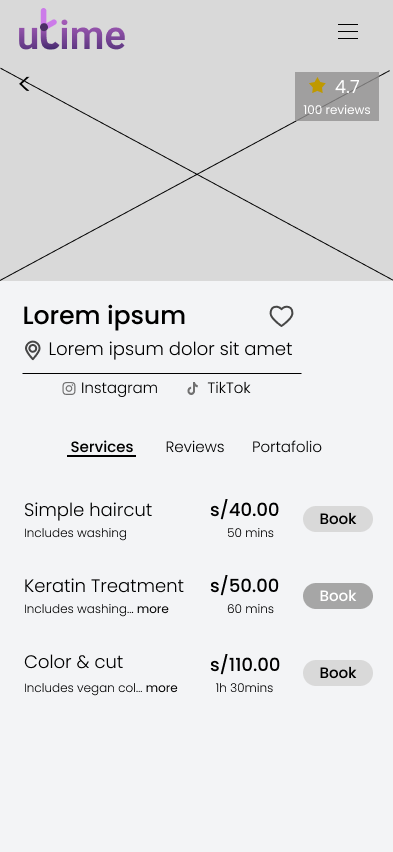 utime
4.7
100 reviews
Lorem ipsum
Lorem ipsum dolor sit amet
Instagram TikTok
Services Reviews Portafolio
Simple haircut s/40.00 Book
Includes washing 50 mins
Keratin Treatment s/50.00 Book
Includes washing... more 60 mins
Color & cut s/110.00 Book
Includes vegan col... more 1h 30mins